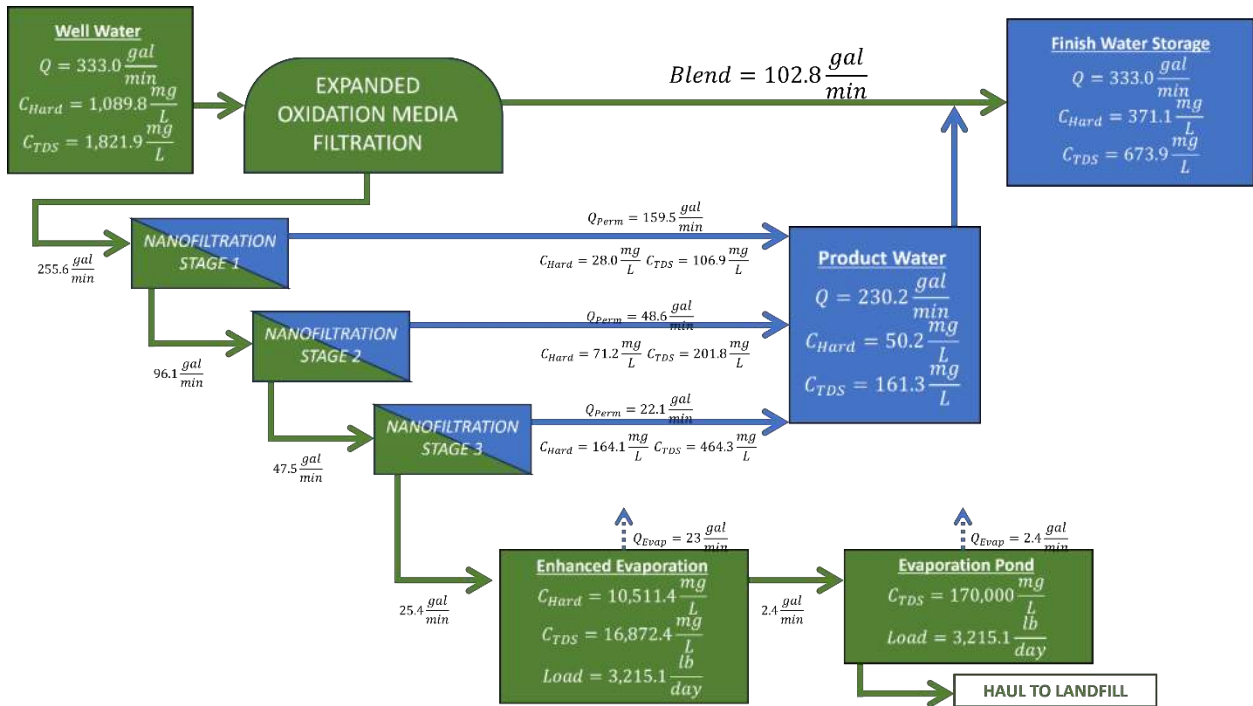 Well Water
Q = 333.0 gal/min
C_Hard = 1,089.8 mg/L
C_TDS = 1,821.9 mg/L
EXPANDED
OXIDATION MEDIA
FILTRATION
Blend = 102.8 gal/min
Finish Water Storage
Q = 333.0 gal/min
C_Hard = 371.1 mg/L
C_TDS = 673.9 mg/L
255.6 gal/min
NANOFILTRATION
STAGE 1
Q_Perm = 159.5 gal/min
C_Hard = 28.0 mg/L C_TDS = 106.9 mg/L
96.1 gal/min
NANOFILTRATION
STAGE 2
Q_Perm = 48.6 gal/min
C_Hard = 71.2 mg/L C_TDS = 201.8 mg/L
47.5 gal/min
NANOFILTRATION
STAGE 3
Q_Perm = 22.1 gal/min
C_Hard = 164.1 mg/L C_TDS = 464.3 mg/L
Product Water
Q = 230.2 gal/min
C_Hard = 50.2 mg/L
C_TDS = 161.3 mg/L
25.4 gal/min
Q_Evap = 23 gal/min
Enhanced Evaporation
C_Hard = 10,511.4 mg/L
C_TDS = 16,872.4 mg/L
Load = 3,215.1 lb/day
2.4 gal/min
Q_Evap = 2.4 gal/min
Evaporation Pond
C_TDS = 170,000 mg/L
Load = 3,215.1 lb/day
HAUL TO LANDFILL